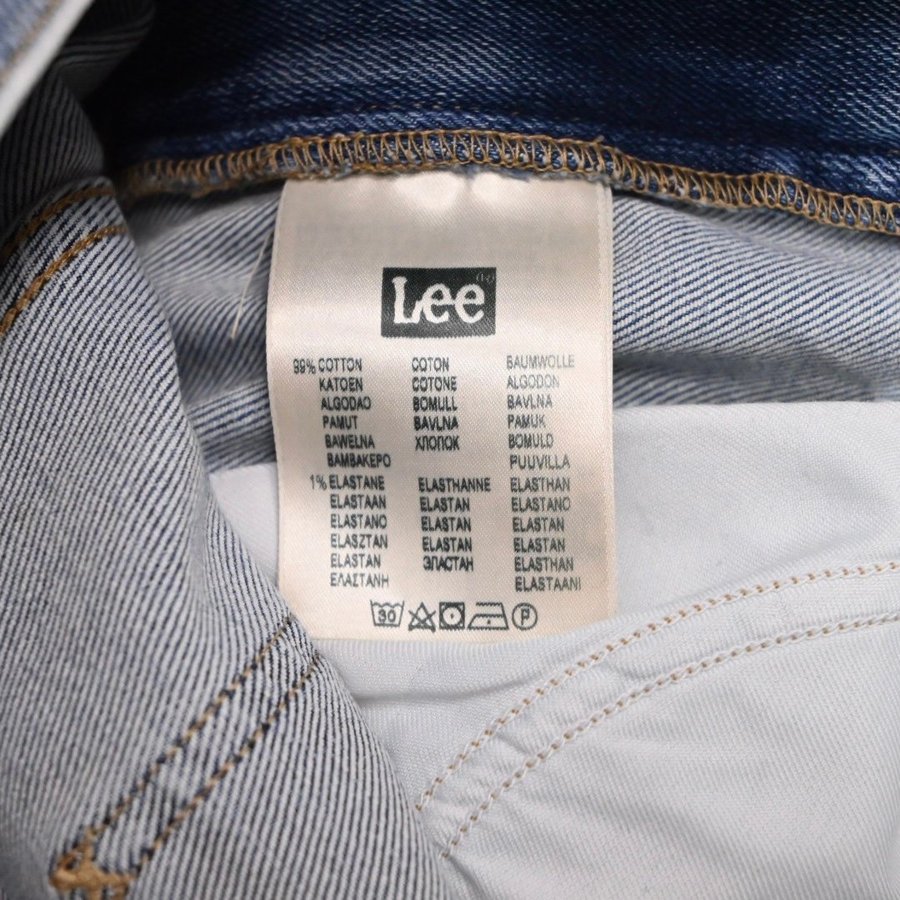 Lee
99% COTTON COTON BAUMWOLLE
KATOEN COTONE ALGODON
ALGODAO BOMULL BAVLNA
PAMUT BAVLNA PAMUK
BAWELNA ХЛОПОК BOMULD
BAMBAKEPO PUUVILLA
1% ELASTANE ELASTHANNE ELASTHAN
ELASTAAN ELASTAN ELASTANO
ELASTANO ELASTAN ELASTAN
ELASZTAN ELASTAN ELASTAN
ELASTAN ЭЛАСТАН ELASTHAN
ΕΛΑΣΤΑΝΗ ELASTAANI
30 P